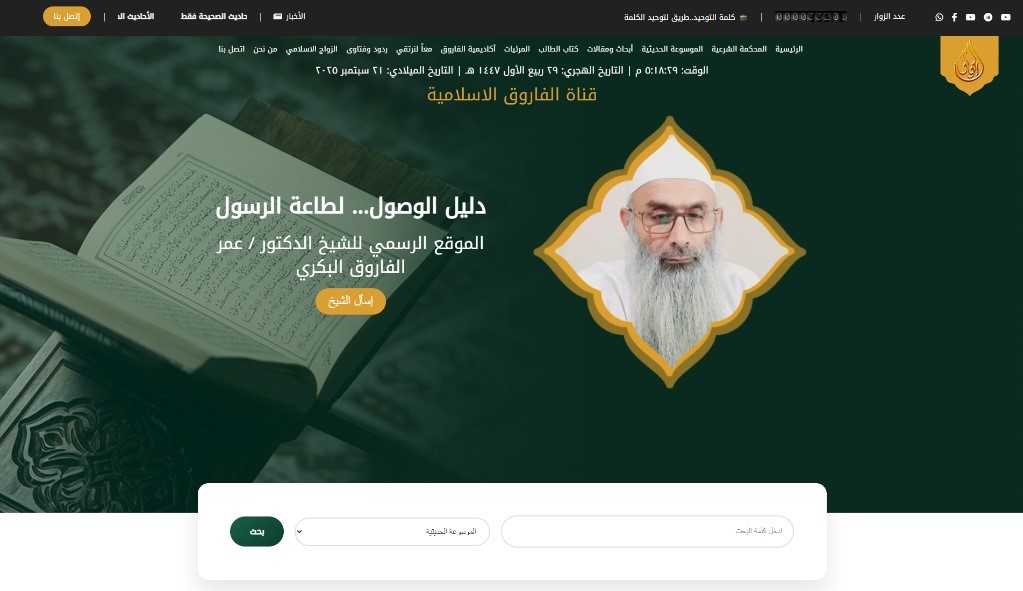 عدد الزوار | كلمة التوحيد..طريق لتوحيد الكلمة
الأخبار | حاديث الصحيحة فقط الأحاديث الذ | إتصل بنا
الرئيسية المحكمة الشرعية الموسوعة الحديثية أبحاث ومقالات كتاب الطالب المرئيات أكاديمية الفاروق معاً لنرتقي ردود وفتاوى الزواج الاسلامي من نحن اتصل بنا
الوقت: ٥:١٨:٢٩ م | التاريخ الهجري: ٢٩ ربيع الأول ١٤٤٧ هـ | التاريخ الميلادي: ٢١ سبتمبر ٢٠٢٥
قناة الفاروق الاسلامية
دليل الوصول... لطاعة الرسول
الموقع الرسمي للشيخ الدكتور / عمر
الفاروق البكري
إسأل الشيخ
ادخل كلمة البحث
الموسوعة الحديثية
بحث